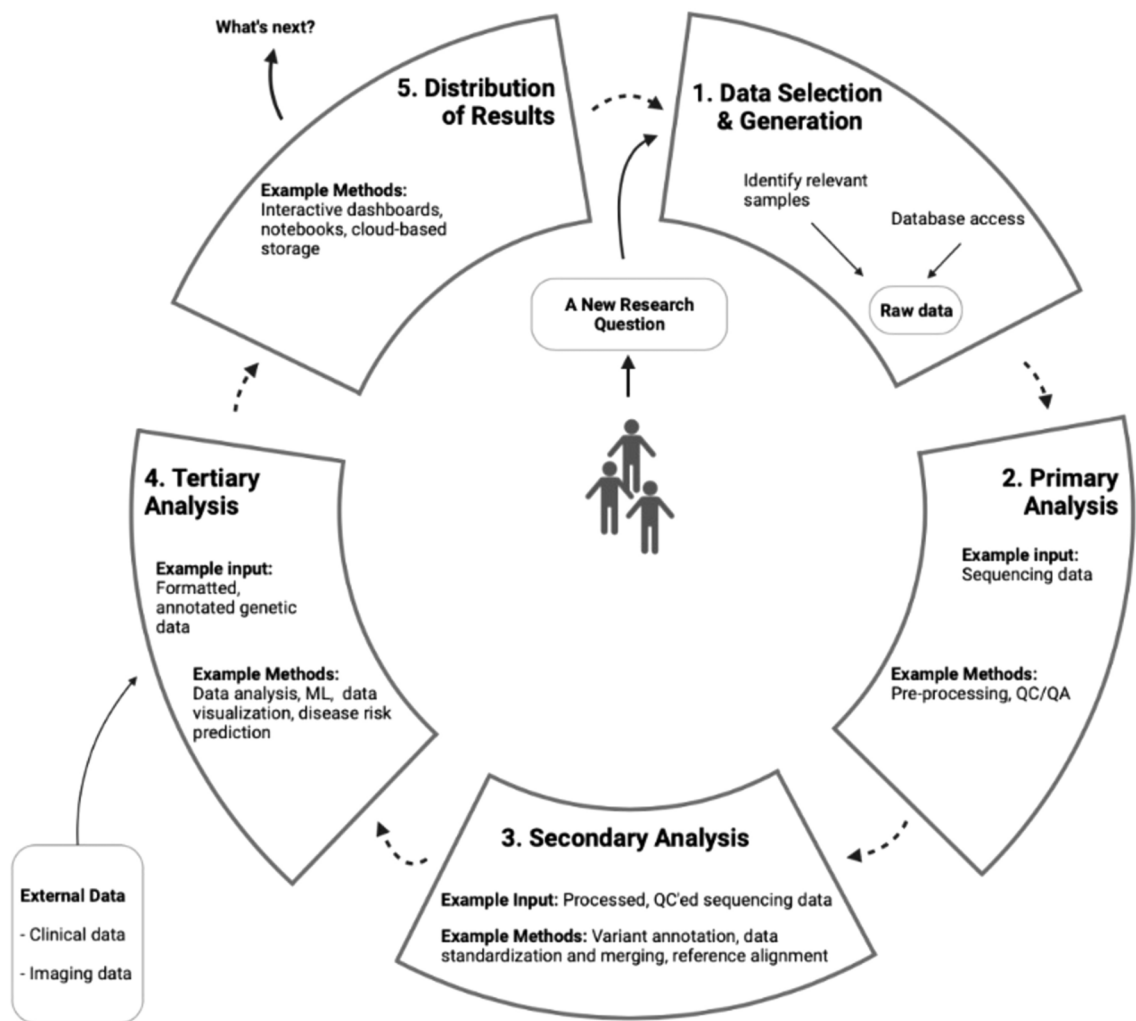 What's next?
5. Distribution
of Results
Example Methods:
Interactive dashboards,
notebooks, cloud-based
storage
1. Data Selection
& Generation
Identify relevant
samples
Database access
Raw data
A New Research
Question
2. Primary
Analysis
Example input:
Sequencing data
Example Methods:
Pre-processing, QC/QA
3. Secondary Analysis
Example Input: Processed, QC'ed sequencing data
Example Methods: Variant annotation, data
standardization and merging, reference alignment
4. Tertiary
Analysis
Example input:
Formatted,
annotated genetic
data
Example Methods:
Data analysis, ML, data
visualization, disease risk
prediction
External Data
- Clinical data
- Imaging data